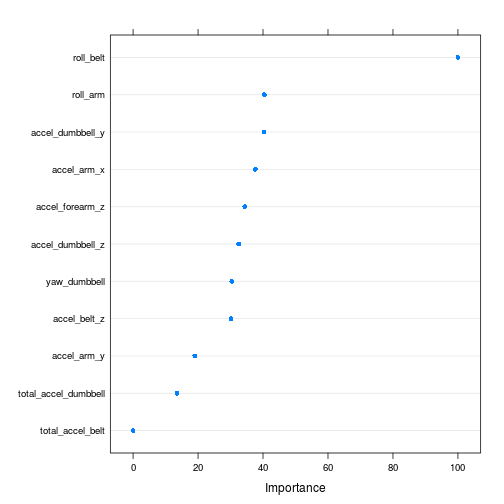 roll_belt
roll_arm
accel_dumbbell_y
accel_arm_x
accel_forearm_z
accel_dumbbell_z
yaw_dumbbell
accel_belt_z
accel_arm_y
total_accel_dumbbell
total_accel_belt
0 20 40 60 80 100
Importance